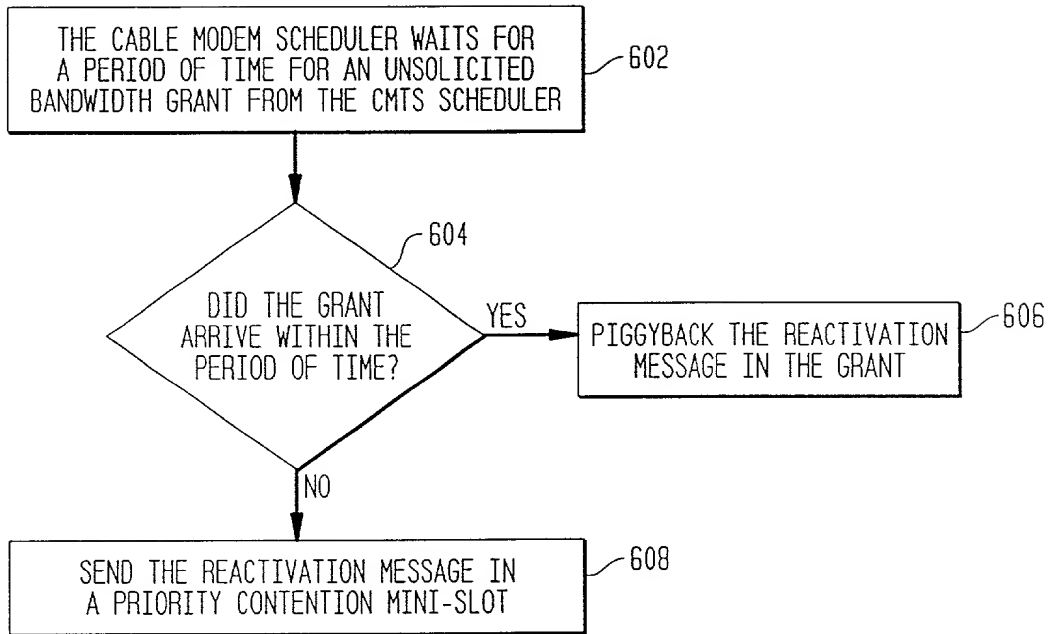 THE CABLE MODEM SCHEDULER WAITS FOR
A PERIOD OF TIME FOR AN UNSOLICITED
BANDWIDTH GRANT FROM THE CMTS SCHEDULER
602
604
DID THE GRANT
ARRIVE WITHIN THE
PERIOD OF TIME?
YES
PIGGYBACK THE REACTIVATION
MESSAGE IN THE GRANT
606
NO
SEND THE REACTIVATION MESSAGE IN
A PRIORITY CONTENTION MINI-SLOT
608